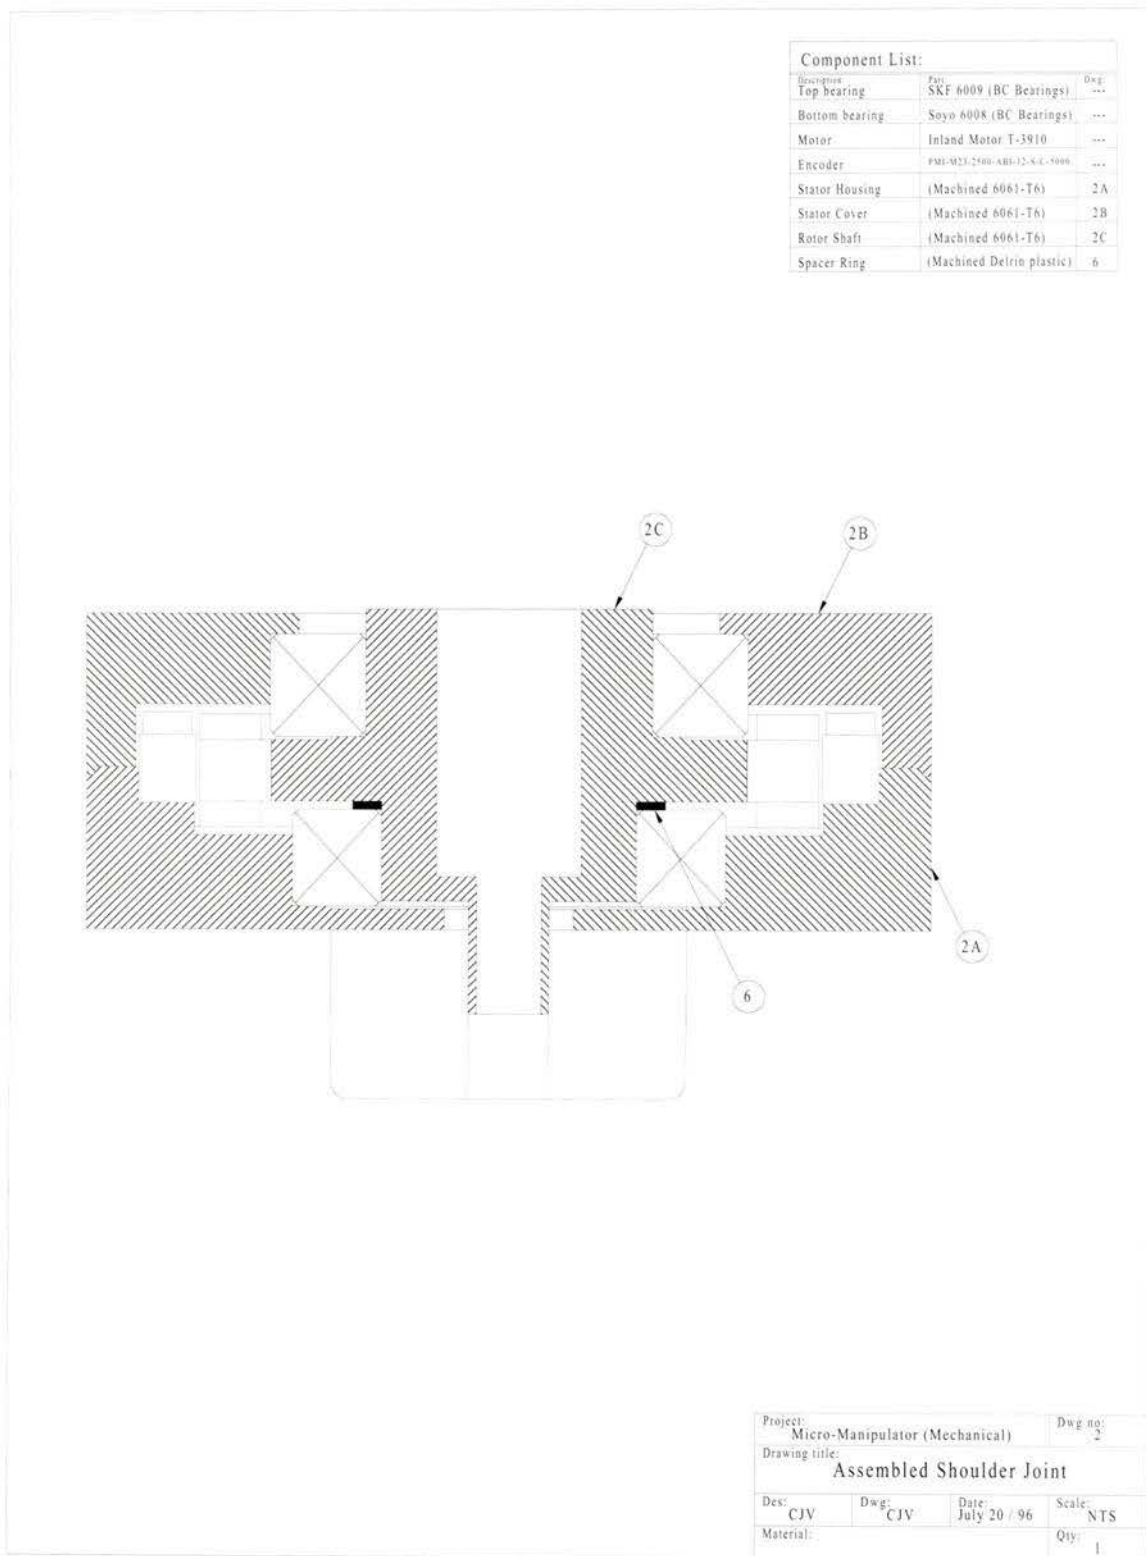 Component List:
Description Part: Dwg:
Top bearing SKF 6009 (BC Bearings) ---
Bottom bearing Soyo 6008 (BC Bearings) ---
Motor Inland Motor T-3910 ---
Encoder ---
Stator Housing (Machined 6061-T6) 2A
Stator Cover (Machined 6061-T6) 2B
Rotor Shaft (Machined 6061-T6) 2C
Spacer Ring (Machined Delrin plastic) 6
2C
2B
2A
6
Project: Dwg no:
Micro-Manipulator (Mechanical) 2
Drawing title:
Assembled Shoulder Joint
Des: Dwg: Date: Scale:
CJV CJV July 20 / 96 NTS
Material: Qty:
1